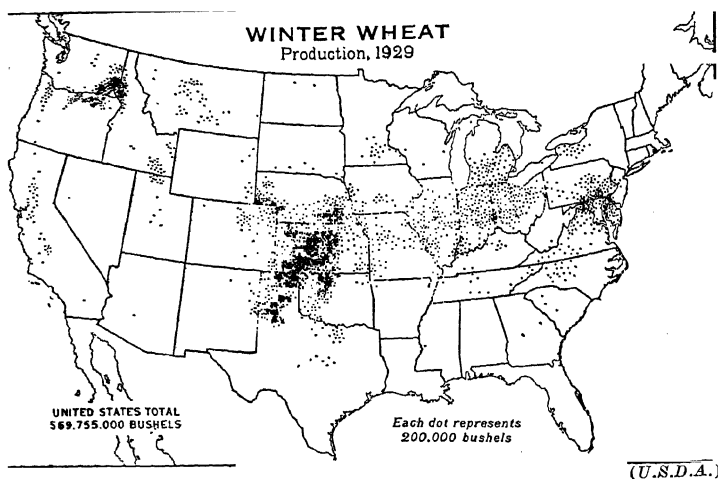 WINTER WHEAT
Production, 1929
UNITED STATES TOTAL
569,755,000 BUSHELS
Each dot represents
200,000 bushels
(U.S.D.A.)